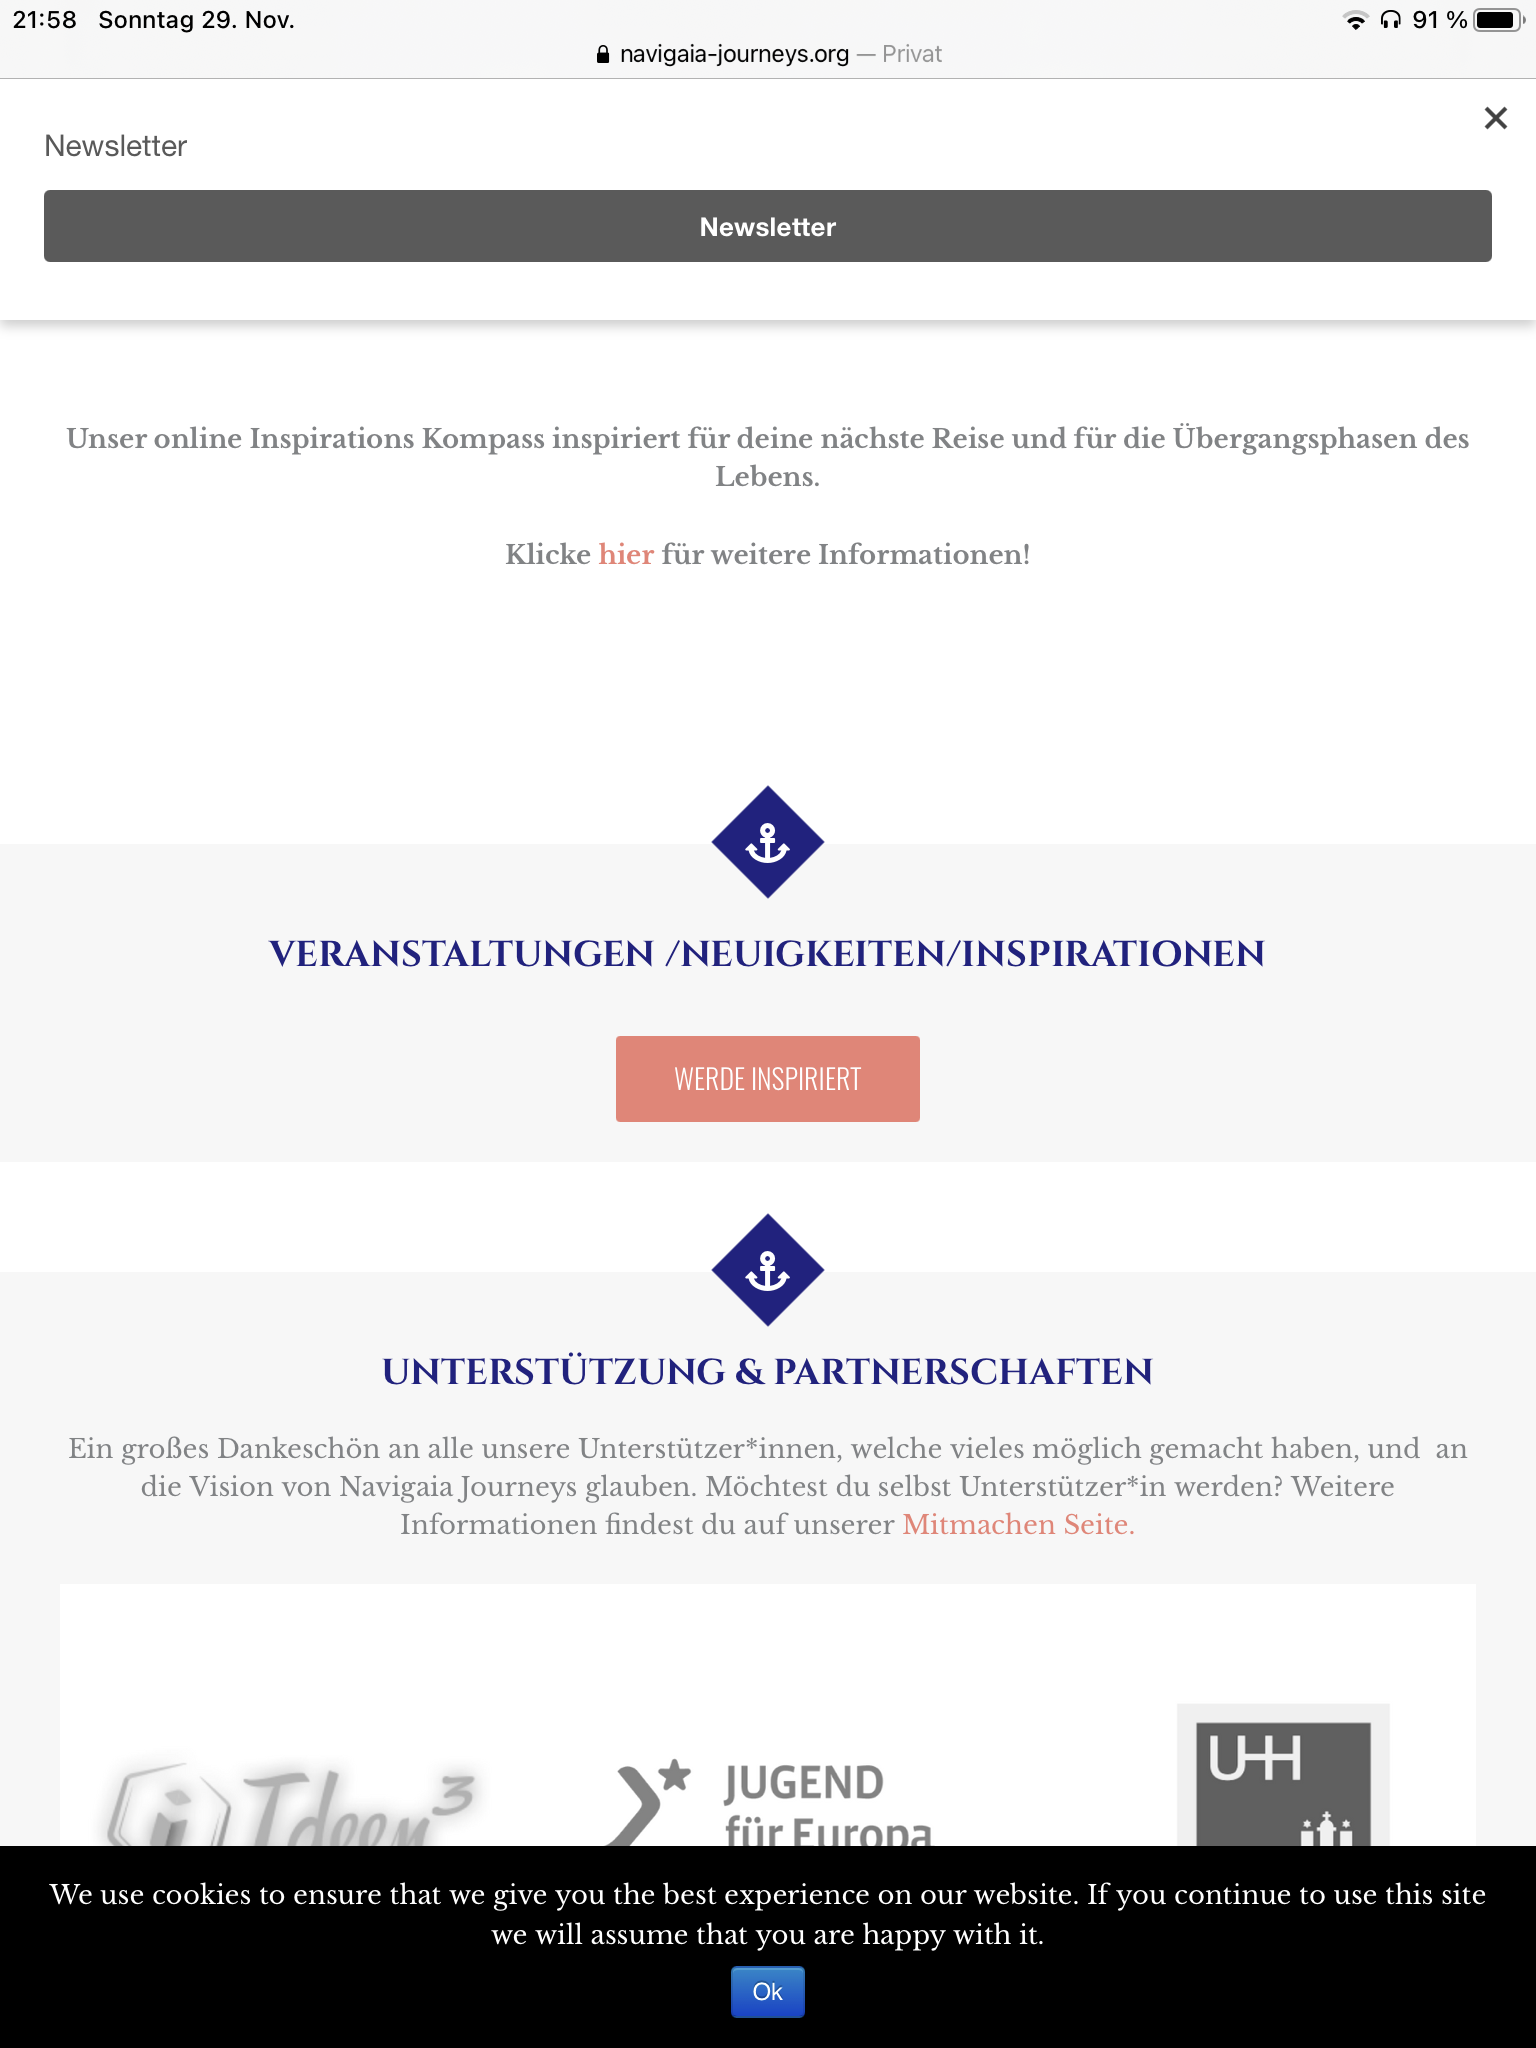 21:58 Sonntag 29. Nov.
91 %
navigaia-journeys.org — Privat
Newsletter
Newsletter
Unser online Inspirations Kompass inspiriert für deine nächste Reise und für die Übergangsphasen des
Lebens.
Klicke hier für weitere Informationen!
VERANSTALTUNGEN /NEUIGKEITEN/INSPIRATIONEN
WERDE INSPIRIERT
UNTERSTÜTZUNG & PARTNERSCHAFTEN
Ein großes Dankeschön an alle unsere Unterstützer*innen, welche vieles möglich gemacht haben, und an
die Vision von Navigaia Journeys glauben. Möchtest du selbst Unterstützer*in werden? Weitere
Informationen findest du auf unserer Mitmachen Seite.
i Ideen³
JUGEND
für Europa
UHH
We use cookies to ensure that we give you the best experience on our website. If you continue to use this site
we will assume that you are happy with it.
Ok